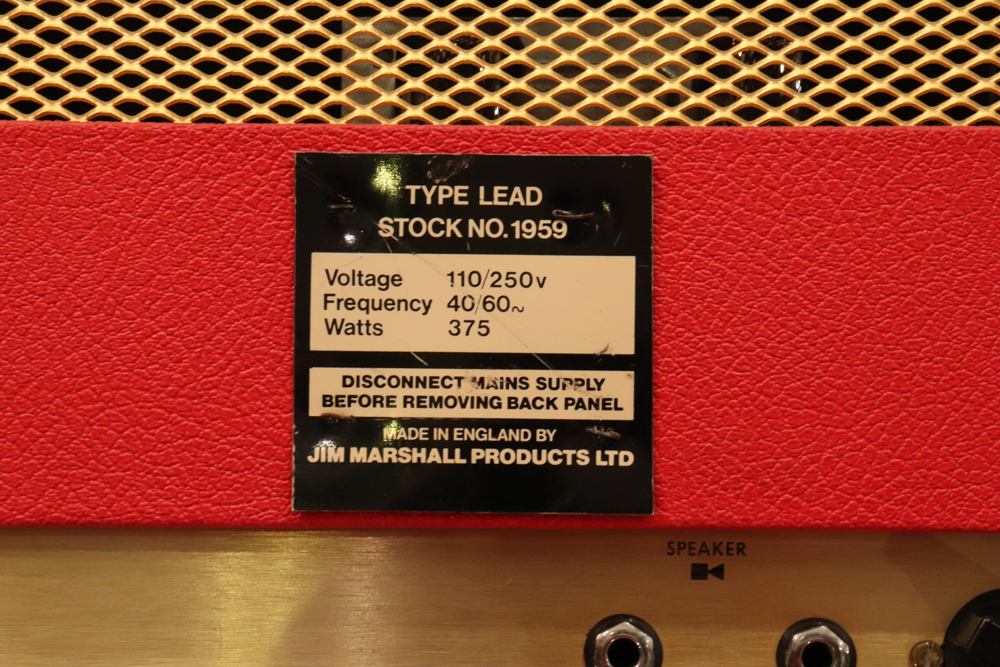 TYPE LEAD
STOCK NO. 1959
Voltage 110/250v
Frequency 40/60~
Watts 375
DISCONNECT MAINS SUPPLY
BEFORE REMOVING BACK PANEL
MADE IN ENGLAND BY
JIM MARSHALL PRODUCTS LTD
SPEAKER